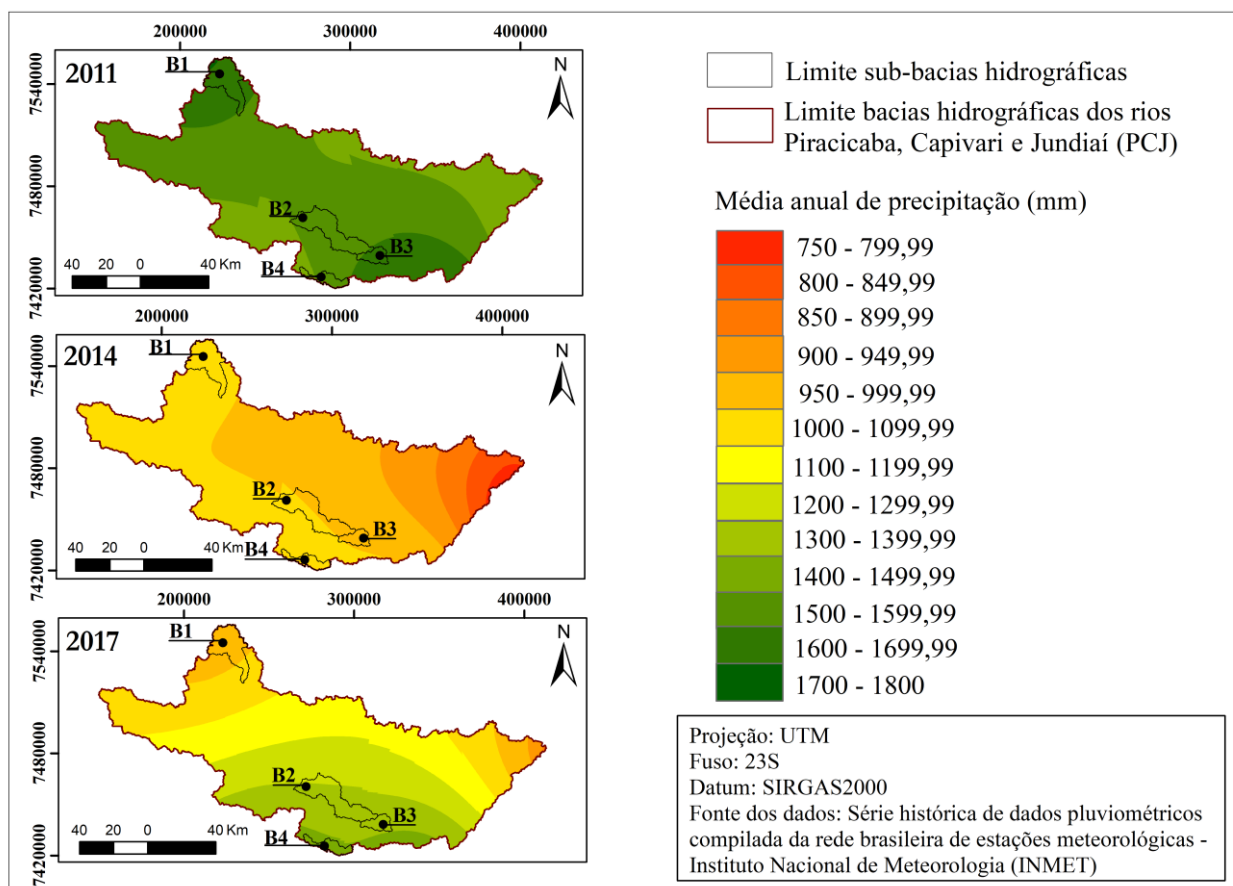 200000 300000 400000
2011
B1
N
7540000
7480000
7420000
B2
B3
B4
40 20 0 40 Km
200000 300000 400000
2014
B1
N
7540000
7480000
7420000
B2
B3
B4
40 20 0 40 Km
200000 300000 400000
2017
B1
N
7540000
7480000
7420000
B2
B3
B4
40 20 0 40 Km
Limite sub-bacias hidrográficas
Limite bacias hidrográficas dos rios
Piracicaba, Capivari e Jundiaí (PCJ)
Média anual de precipitação (mm)
750 - 799,99
800 - 849,99
850 - 899,99
900 - 949,99
950 - 999,99
1000 - 1099,99
1100 - 1199,99
1200 - 1299,99
1300 - 1399,99
1400 - 1499,99
1500 - 1599,99
1600 - 1699,99
1700 - 1800
Projeção: UTM
Fuso: 23S
Datum: SIRGAS2000
Fonte dos dados: Série histórica de dados pluviométricos
compilada da rede brasileira de estações meteorológicas -
Instituto Nacional de Meteorologia (INMET)